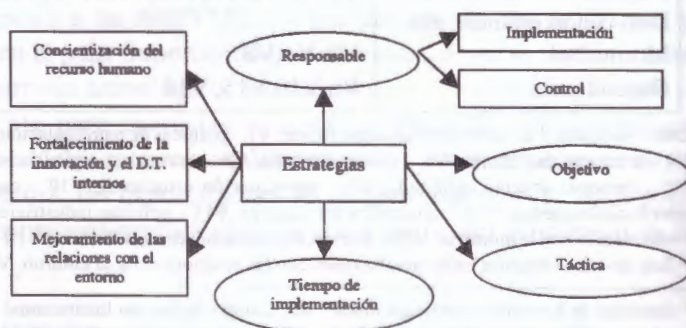 Concientización del
recurso humano
Responsable
Implementación
Control
Fortalecimiento de la
innovación y el D.T.
internos
Estrategias
Objetivo
Mejoramiento de las
relaciones con el
entorno
Tiempo de
implementación
Táctica